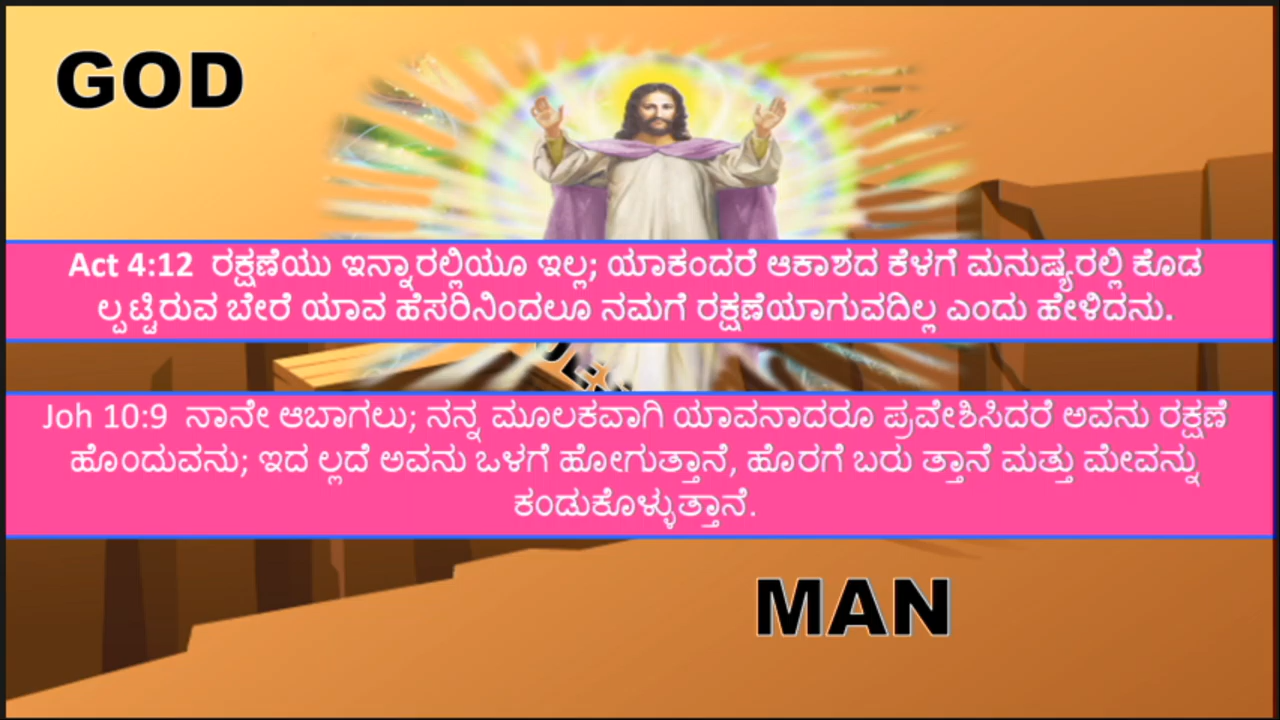 GOD
Act 4:12 ರಕ್ಷಣೆಯು ಇನ್ನಾರಲ್ಲಿಯೂ ಇಲ್ಲ; ಯಾಕಂದರೆ ಆಕಾಶದ ಕೆಳಗೆ ಮನುಷ್ಯರಲ್ಲಿ ಕೊಡ
ಲ್ಪಟ್ಟಿರುವ ಬೇರೆ ಯಾವ ಹೆಸರಿನಿಂದಲೂ ನಮಗೆ ರಕ್ಷಣೆಯಾಗುವದಿಲ್ಲ ಎಂದು ಹೇಳಿದನು.
Joh 10:9 ನಾನೇ ಆಬಾಗಲು; ನನ್ನ ಮೂಲಕವಾಗಿ ಯಾವನಾದರೂ ಪ್ರವೇಶಿಸಿದರೆ ಅವನು ರಕ್ಷಣೆ
ಹೊಂದುವನು; ಇದ ಲ್ಲದೆ ಅವನು ಒಳಗೆ ಹೋಗುತ್ತಾನೆ, ಹೊರಗೆ ಬರು ತ್ತಾನೆ ಮತ್ತು ಮೇವನ್ನು
ಕಂಡುಕೊಳ್ಳುತ್ತಾನೆ.
MAN